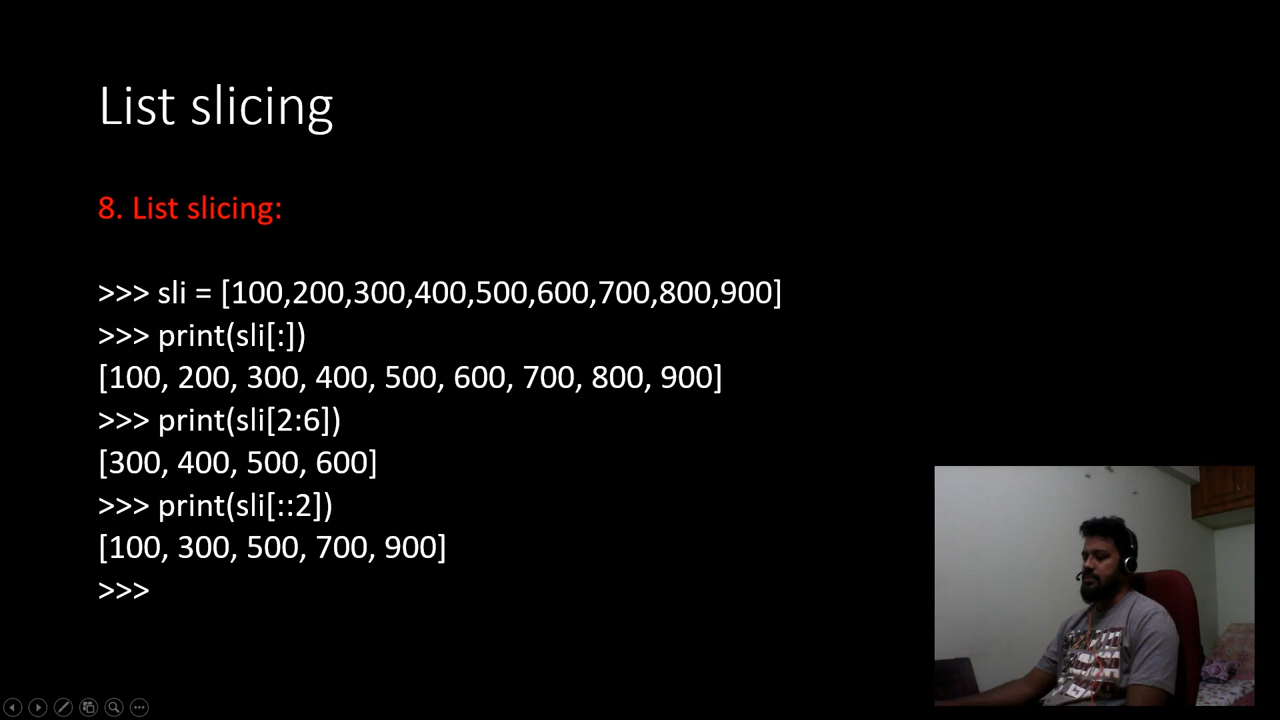 List slicing
8. List slicing:
>>> sli = [100,200,300,400,500,600,700,800,900]
>>> print(sli[:])
[100, 200, 300, 400, 500, 600, 700, 800, 900]
>>> print(sli[2:6])
[300, 400, 500, 600]
>>> print(sli[::2])
[100, 300, 500, 700, 900]
>>>